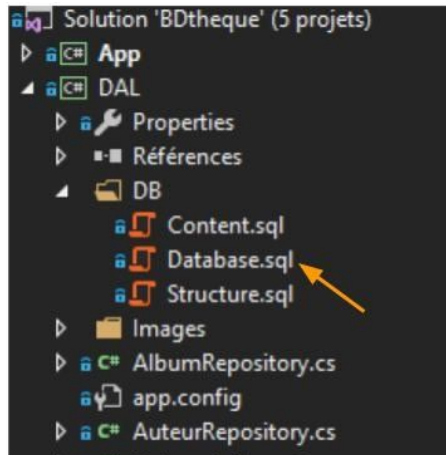 Solution 'BDtheque' (5 projets)
C# App
C# DAL
Properties
Références
DB
Content.sql
Database.sql
Structure.sql
Images
C# AlbumRepository.cs
app.config
C# AuteurRepository.cs